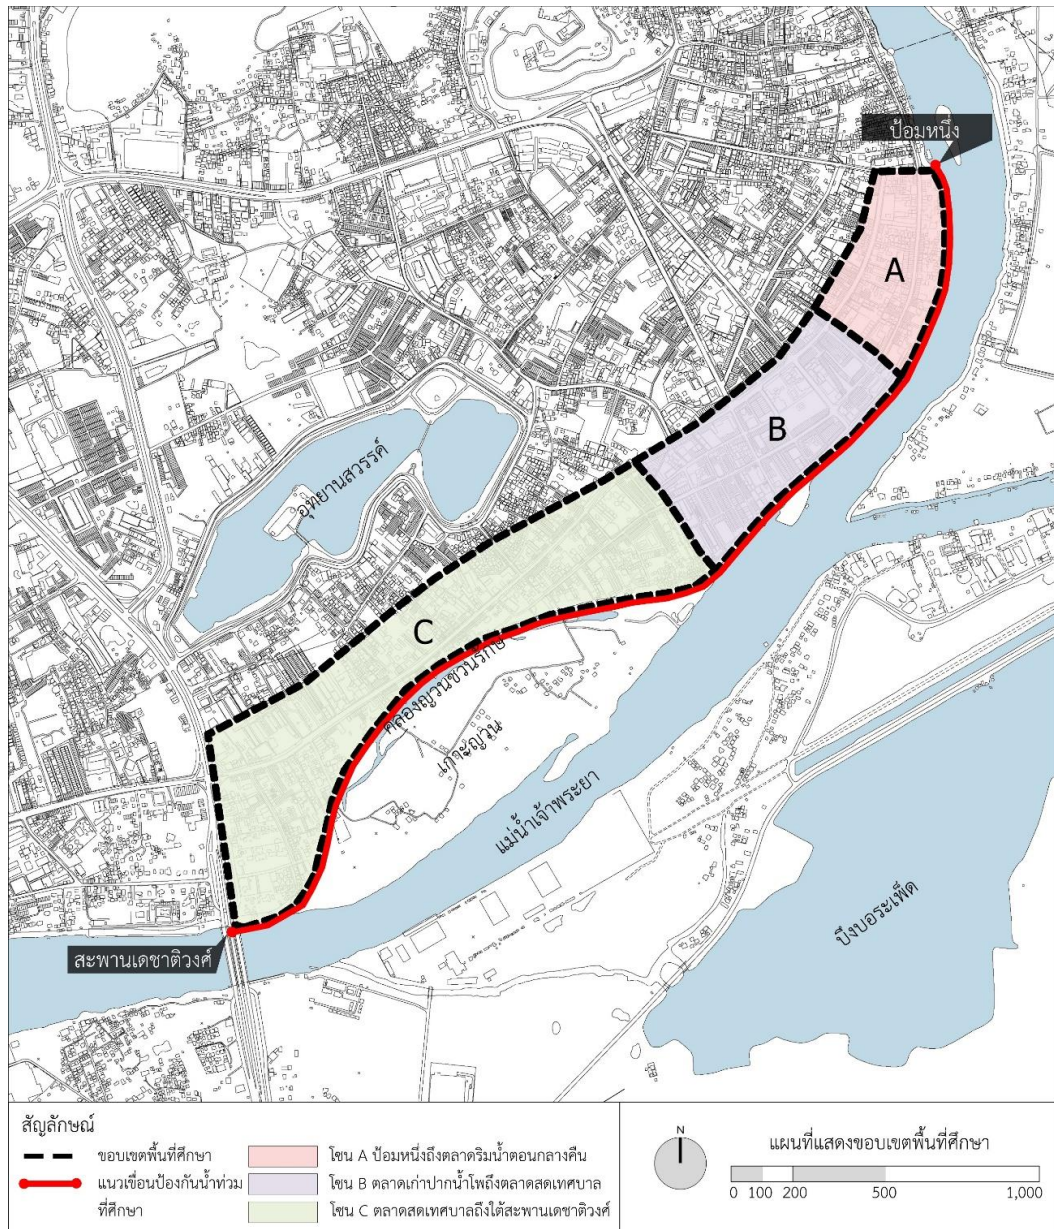 ป้อมหนึ่ง
A
B
อุทยานสวรรค์
C
คลองญวนชวนรักษ์
เกาะญวน
แม่น้ำเจ้าพระยา
บึงบอระเพ็ด
สะพานเดชาติวงศ์
สัญลักษณ์
ขอบเขตพื้นที่ศึกษา
แนวเขื่อนป้องกันน้ำท่วม
ที่ศึกษา
โซน A ป้อมหนึ่งถึงตลาดริมน้ำตอนกลางคืน
โซน B ตลาดเก่าปากน้ำโพถึงตลาดสดเทศบาล
โซน C ตลาดสดเทศบาลถึงใต้สะพานเดชาติวงศ์
N
แผนที่แสดงขอบเขตพื้นที่ศึกษา
0 100 200 500 1,000